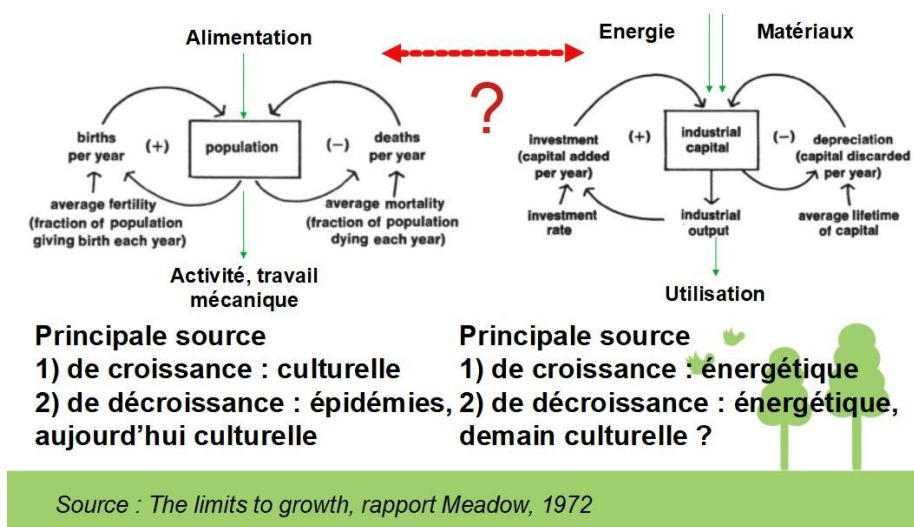 Alimentation
births
per year
(+)
population
(-)
deaths
per year
average fertility
(fraction of population
giving birth each year)
average mortality
(fraction of population
dying each year)
Activité, travail
mécanique
?
Energie
Matériaux
investment
(capital added
per year)
(+)
industrial
capital
(-)
depreciation
(capital discarded
per year)
investment
rate
industrial
output
average lifetime
of capital
Utilisation
Principale source
1) de croissance : culturelle
2) de décroissance : épidémies,
aujourd'hui culturelle
Principale source
1) de croissance : énergétique
2) de décroissance : énergétique,
demain culturelle ?
Source : The limits to growth, rapport Meadow, 1972